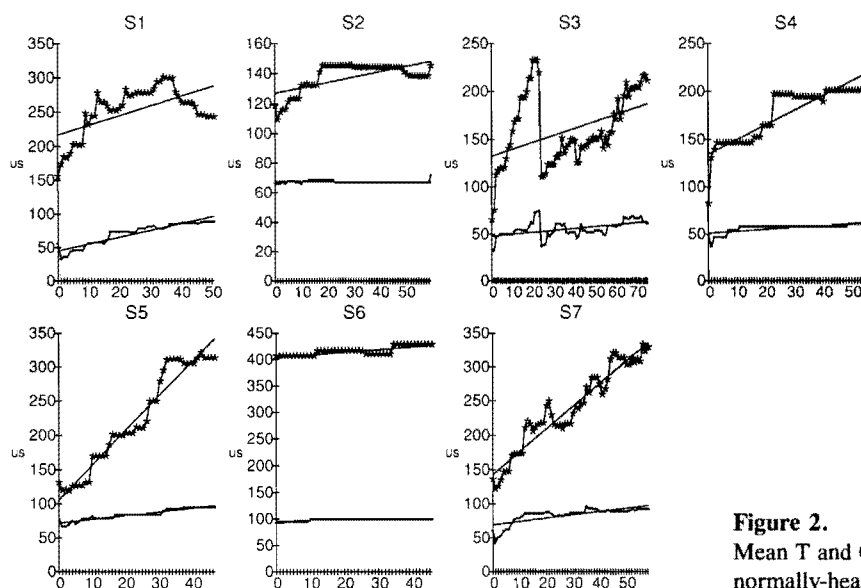 S1 S2 S3 S4
350 300 250 200 150 100 50 0
us
0 10 20 30 40 50
160 140 120 100 80 60 40 20 0
us
0 10 20 30 40 50
250 200 150 100 50 0
us
0 10 20 30 40 50 60 70
250 200 150 100 50 0
us
0 10 20 30 40 50
S5 S6 S7
350 300 250 200 150 100 50 0
us
0 10 20 30 40
450 400 350 300 250 200 150 100 50 0
us
0 10 20 30 40
350 300 250 200 150 100 50 0
us
0 10 20 30 40 50
Figure 2.
Mean T and
normally-hea